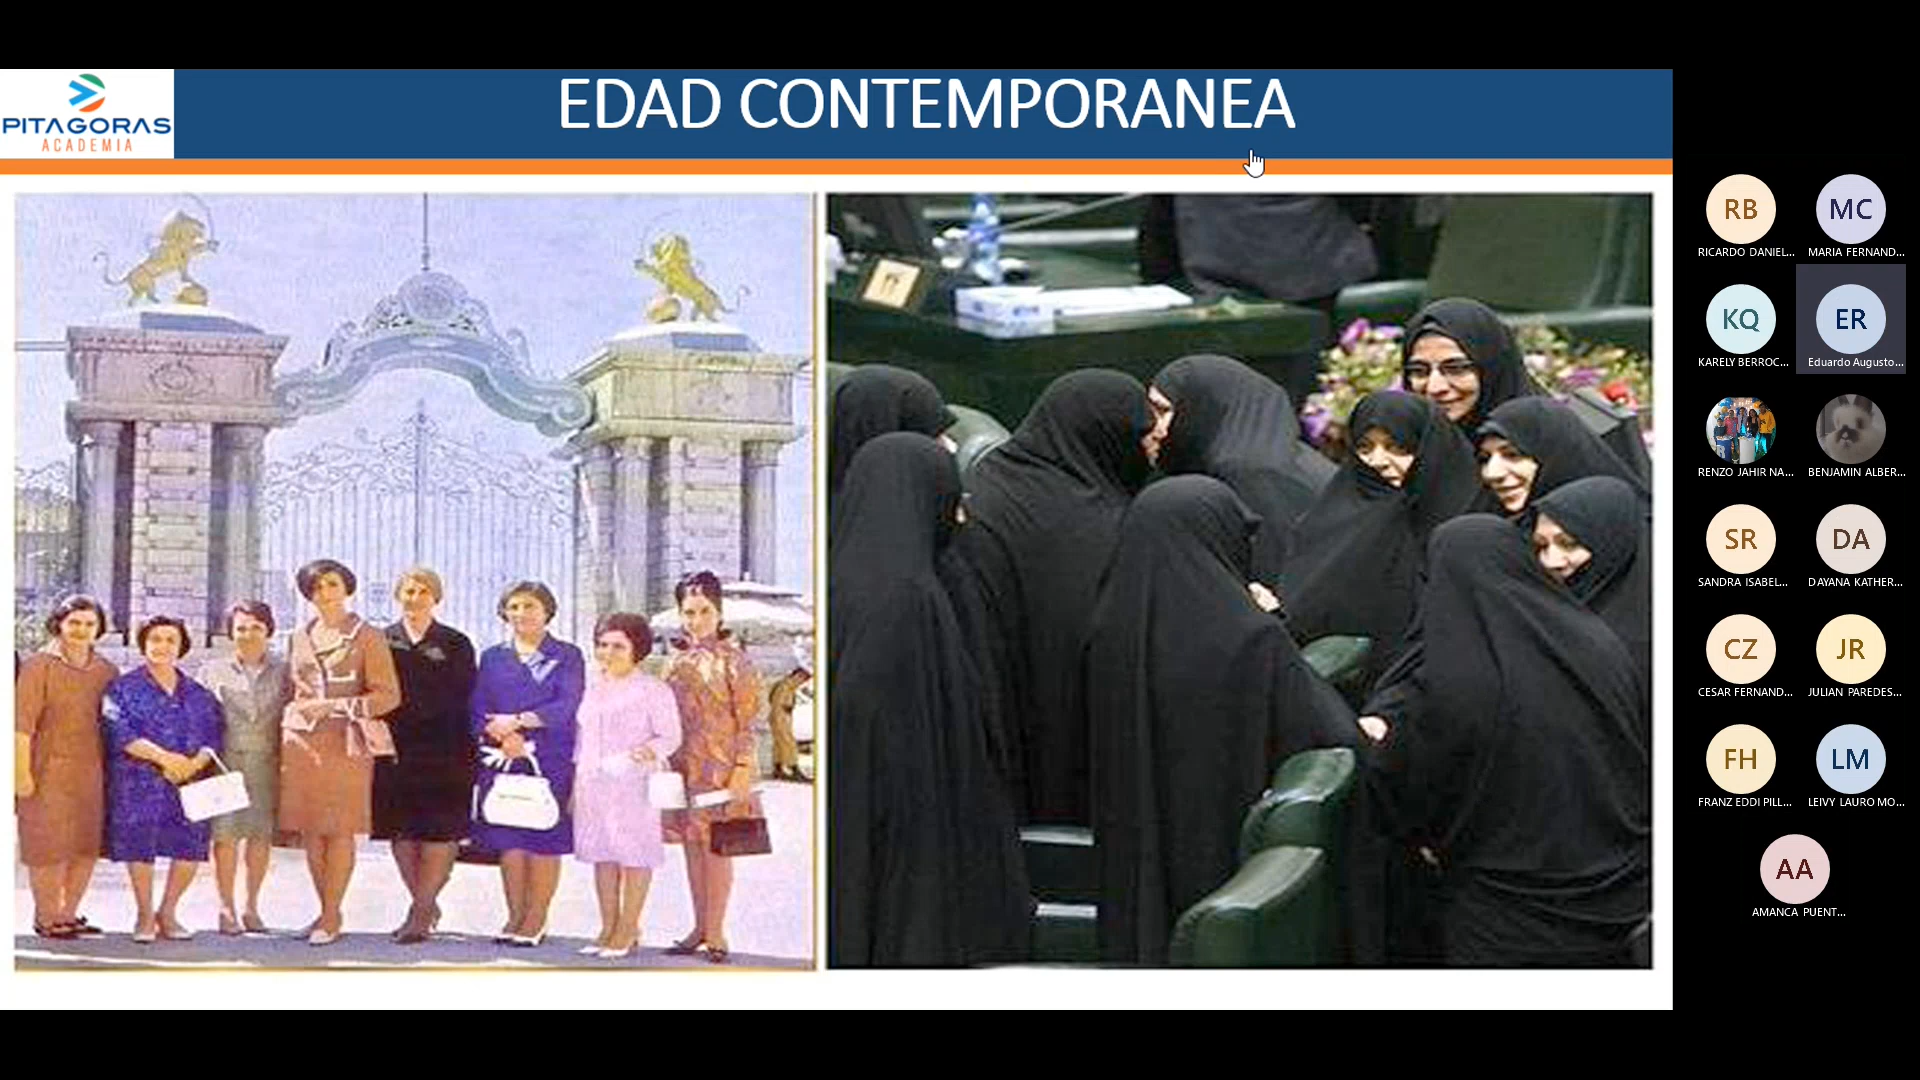 PITAGORAS
ACADEMIA
EDAD CONTEMPORANEA
RB
RICARDO DANIEL...
MC
MARIA FERNAND...
KQ
KARELY BERROC...
ER
Eduardo Augusto...
RENZO JAHIR NA...
BENJAMIN ALBER...
SR
SANDRA ISABEL...
DA
DAYANA KATHER...
CZ
CESAR FERNAND...
JR
JULIAN PAREDES...
FH
FRANZ EDDI PILL...
LM
LEIVY LAURO MO...
AA
AMANCA PUENT...